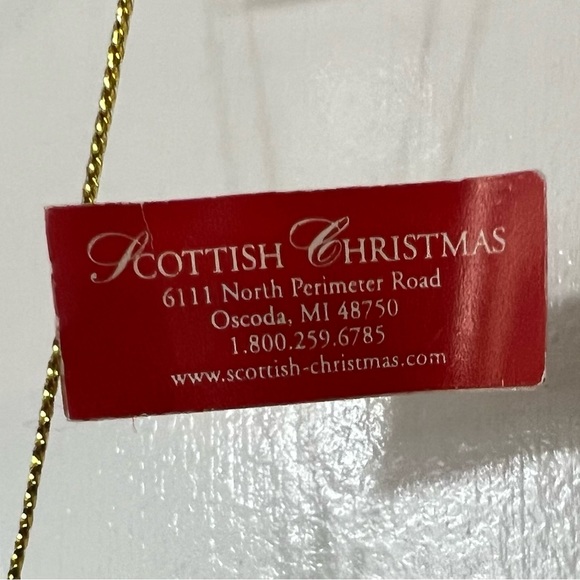 SCOTTISH CHRISTMAS
6111 North Perimeter Road
Oscoda, MI 48750
1.800.259.6785
www.scottish-christmas.com